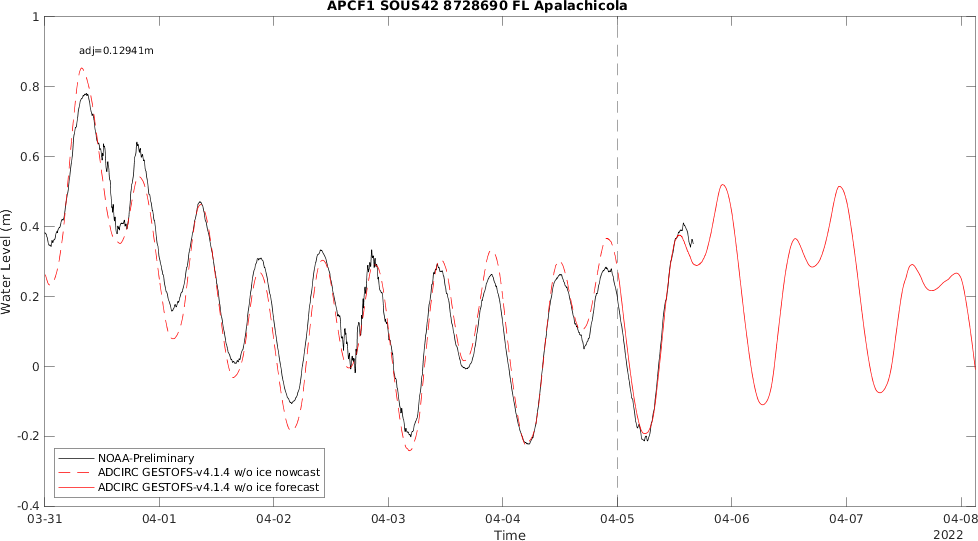 APCF1 SOUS42 8728690 FL Apalachicola
adj=0.12941m
1
0.8
0.6
0.4
0.2
0
-0.2
-0.4
Water Level (m)
NOAA-Preliminary
ADCIRC GESTOFS-v4.1.4 w/o ice nowcast
ADCIRC GESTOFS-v4.1.4 w/o ice forecast
03-31 04-01 04-02 04-03 04-04 04-05 04-06 04-07 04-08
Time
2022